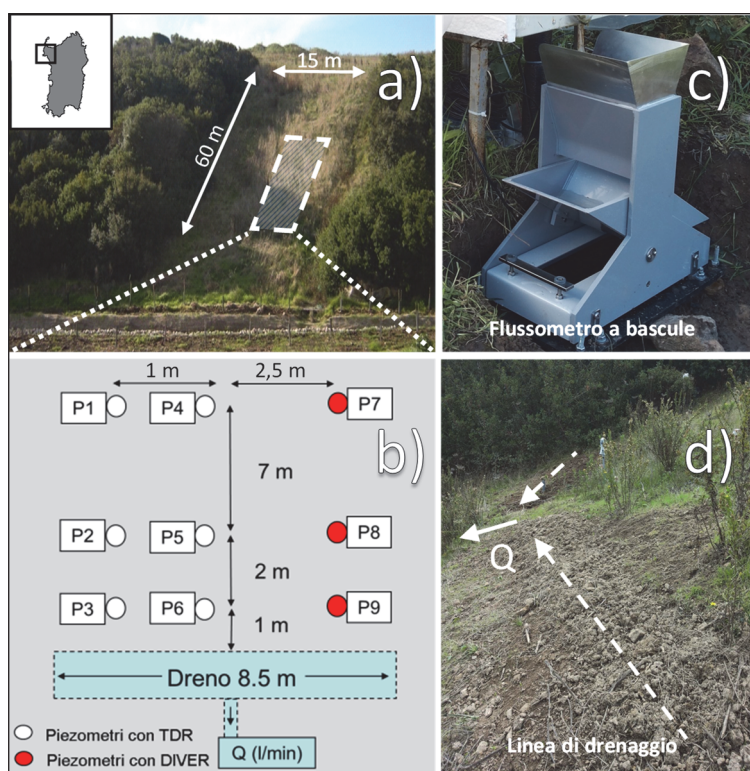 15 m
a)
60 m
c)
Flussometro a bascule
1 m
2,5 m
P1
P4
P7
b)
7 m
P2
P5
P8
2 m
P3
P6
P9
1 m
Dreno 8.5 m
Piezometri con TDR
Piezometri con DIVER
Q (l/min)
d)
Q
Linea di drenaggio